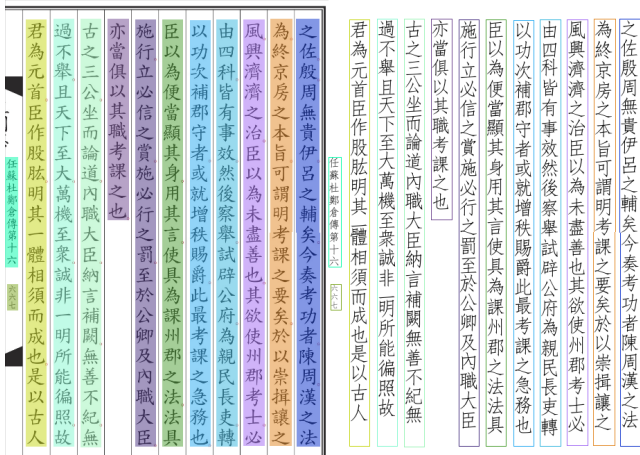 之佐殷周無貴伊呂之輔矣今奏考功者陳周漢之法
為終京房之本旨可謂明考課之要矣於以崇揖讓之
風興濟濟之治臣以為未盡善也其欲使州郡考士必
由四科皆有事效然後察舉試辟公府為親民長吏轉
以功次補郡守者或就增秩賜爵此最考課之急務也
臣以為便當顯其身用其言使具為課州郡之法法具
施行立必信之賞施必行之罰至於公卿及內職大臣
亦當俱以其職考課之也
古之三公坐而論道內職大臣納言補闕無善不紀無
過不舉且天下至大萬機至衆誠非一明所能徧照故
君為元首臣作股肱明其一體相須而成也是以古人
任蘇杜鄭倉傳第十六
六六七
之佐殷周無貴伊呂之輔矣今奏考功者陳周漢之法
為終京房之本旨可謂明考課之要矣於以崇揖讓之
風興濟濟之治臣以為未盡善也其欲使州郡考士必
由四科皆有事效然後察舉試辟公府為親民長吏轉
以功次補郡守者或就增秩賜爵此最考課之急務也
臣以為便當顯其身用其言使具為課州郡之法法具
施行立必信之賞施必行之罰至於公卿及內職大臣
亦當俱以其職考課之也
古之三公坐而論道內職大臣納言補闕無善不紀無
過不舉且天下至大萬機至衆誠非一明所能徧照故
君為元首臣作股肱明其一體相須而成也是以古人
任蘇杜鄭倉傳第十六
六六七